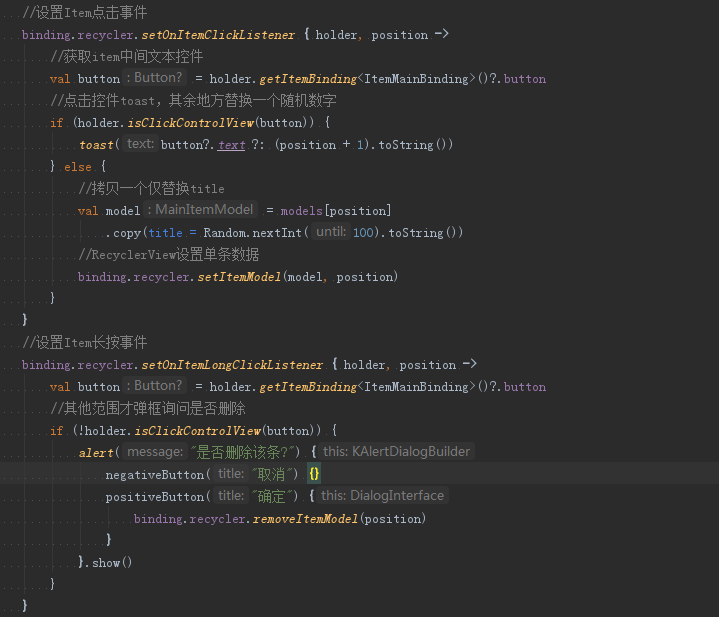 //设置Item点击事件
binding.recycler.setOnItemClickListener { holder, position ->
//获取item中间文本控件
val button : Button? = holder.getItemBinding<ItemMainBinding>()?.button
//点击控件toast，其余地方替换一个随机数字
if (holder.isClickControlView(button)) {
toast( text: button?.text ?: (position + 1).toString())
} else {
//拷贝一个仅替换title
val model : MainItemModel = models[position]
.copy(title = Random.nextInt( until: 100).toString())
//RecyclerView设置单条数据
binding.recycler.setItemModel(model, position)
}
}
//设置Item长按事件
binding.recycler.setOnItemLongClickListener { holder, position ->
val button : Button? = holder.getItemBinding<ItemMainBinding>()?.button
//其他范围才弹框询问是否删除
if (!holder.isClickControlView(button)) {
alert( message: "是否删除该条?") { this: KAlertDialogBuilder
negativeButton( title: "取消") {}
positiveButton( title: "确定") { this: DialogInterface
binding.recycler.removeItemModel(position)
}
}.show()
}
}